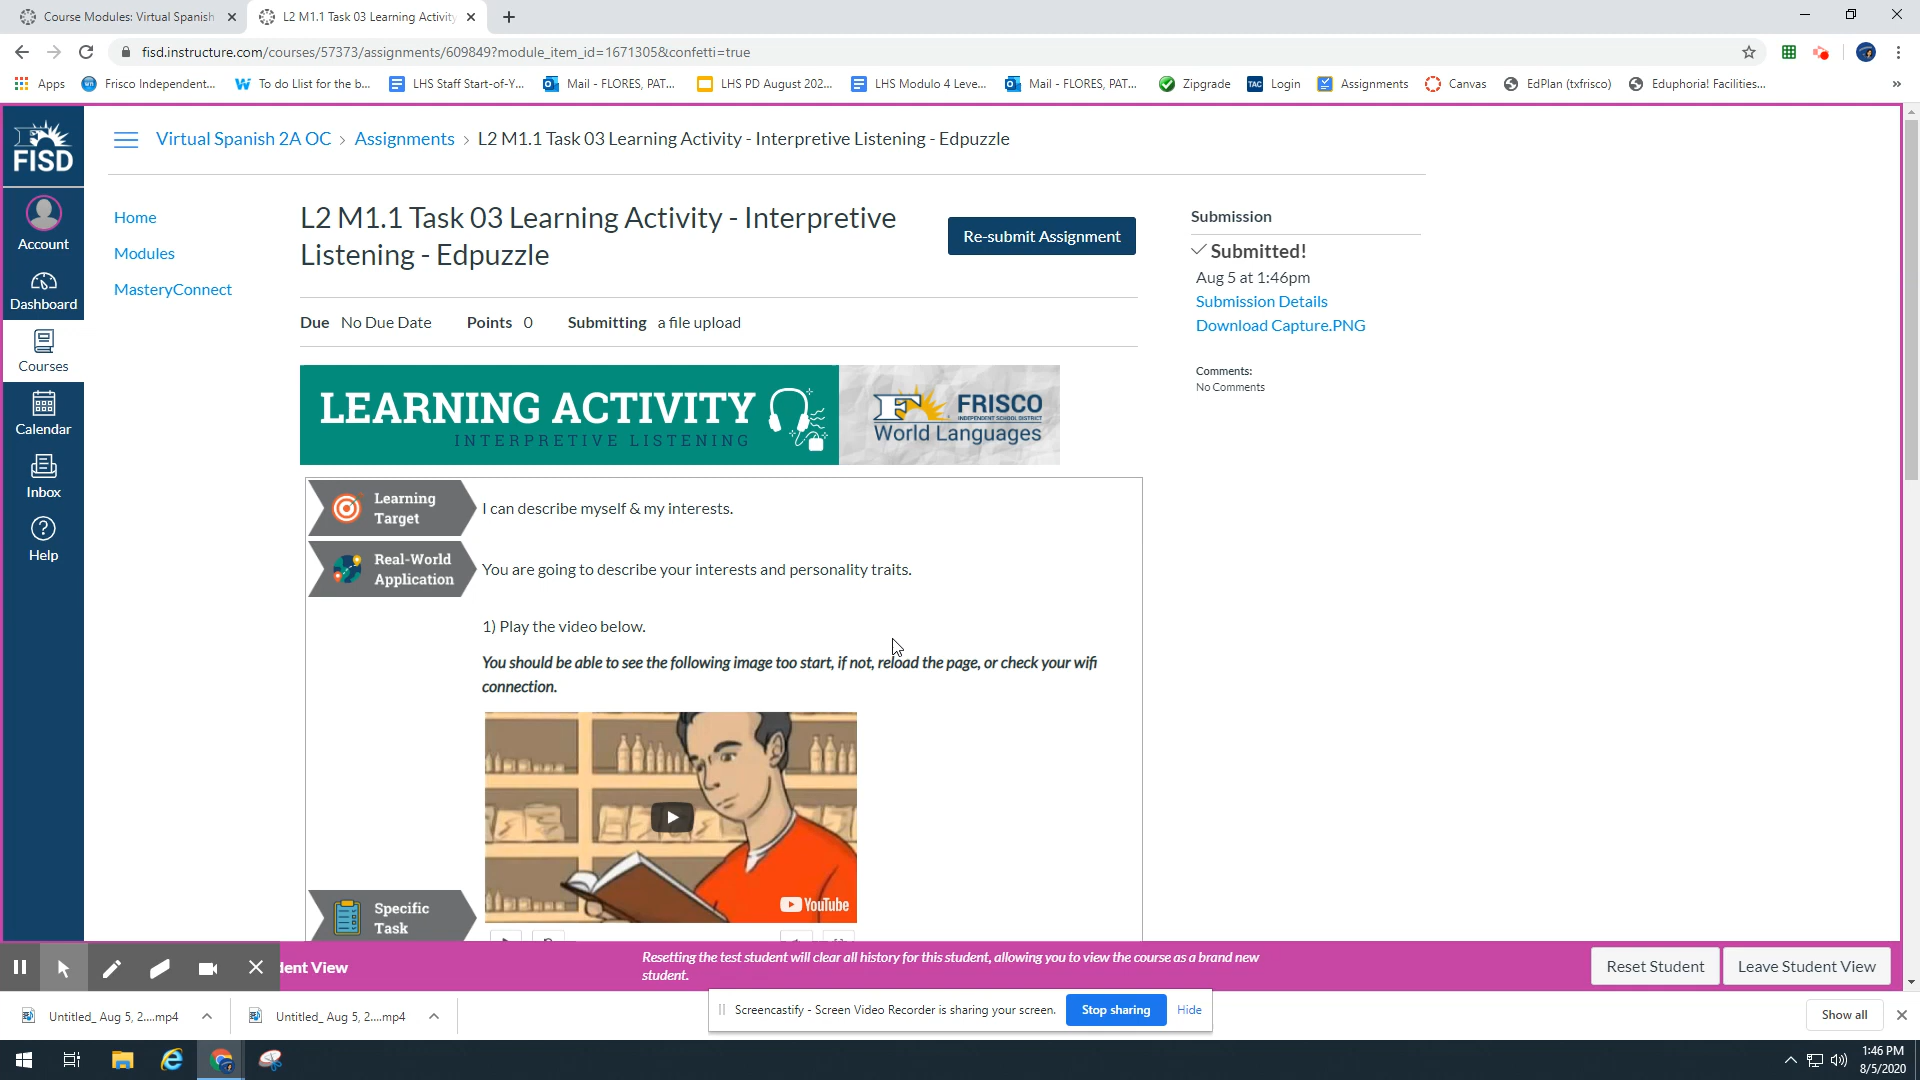 Course Modules: Virtual Spanish
L2 M1.1 Task 03 Learning Activity
fisd.instructure.com/courses/57373/assignments/609849?module_item_id=1671305&confetti=true
Apps
Frisco Independent...
To do Llist for the b...
LHS Staff Start-of-Y...
Mail - FLORES, PAT...
LHS PD August 202...
LHS Modulo 4 Leve...
Mail - FLORES, PAT...
Zipgrade
TAC Login
Assignments
Canvas
EdPlan (txfrisco)
Eduphoria! Facilities...
»
FISD
Virtual Spanish 2A OC › Assignments › L2 M1.1 Task 03 Learning Activity - Interpretive Listening - Edpuzzle
Account
Dashboard
Courses
Calendar
Inbox
Help
Home
Modules
MasteryConnect
L2 M1.1 Task 03 Learning Activity - Interpretive
Listening - Edpuzzle
Re-submit Assignment
Due No Due Date Points 0 Submitting a file upload
Submission
Submitted!
Aug 5 at 1:46pm
Submission Details
Download Capture.PNG
Comments:
No Comments
LEARNING ACTIVITY
INTERPRETIVE LISTENING
F FRISCO
INDEPENDENT SCHOOL DISTRICT
World Languages
Learning
Target
I can describe myself & my interests.
Real-World
Application
You are going to describe your interests and personality traits.
1) Play the video below.
You should be able to see the following image too start, if not, reload the page, or check your wifi
connection.
YouTube
Specific
Task
dent View
Resetting the test student will clear all history for this student, allowing you to view the course as a brand new
student.
Reset Student
Leave Student View
Untitled_ Aug 5, 2....mp4
Untitled_ Aug 5, 2....mp4
Screencastify - Screen Video Recorder is sharing your screen.
Stop sharing
Hide
Show all
1:46 PM
8/5/2020